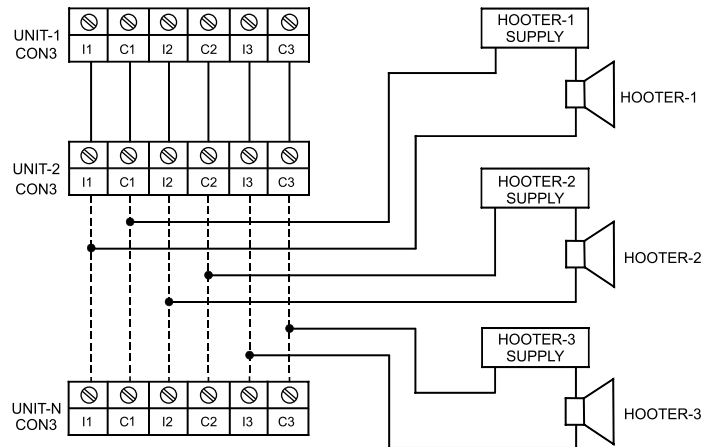 UNIT-1
CON3
I1 C1 I2 C2 I3 C3
HOOTER-1
SUPPLY
HOOTER-1
UNIT-2
CON3
I1 C1 I2 C2 I3 C3
HOOTER-2
SUPPLY
HOOTER-2
HOOTER-3
SUPPLY
HOOTER-3
UNIT-N
CON3
I1 C1 I2 C2 I3 C3